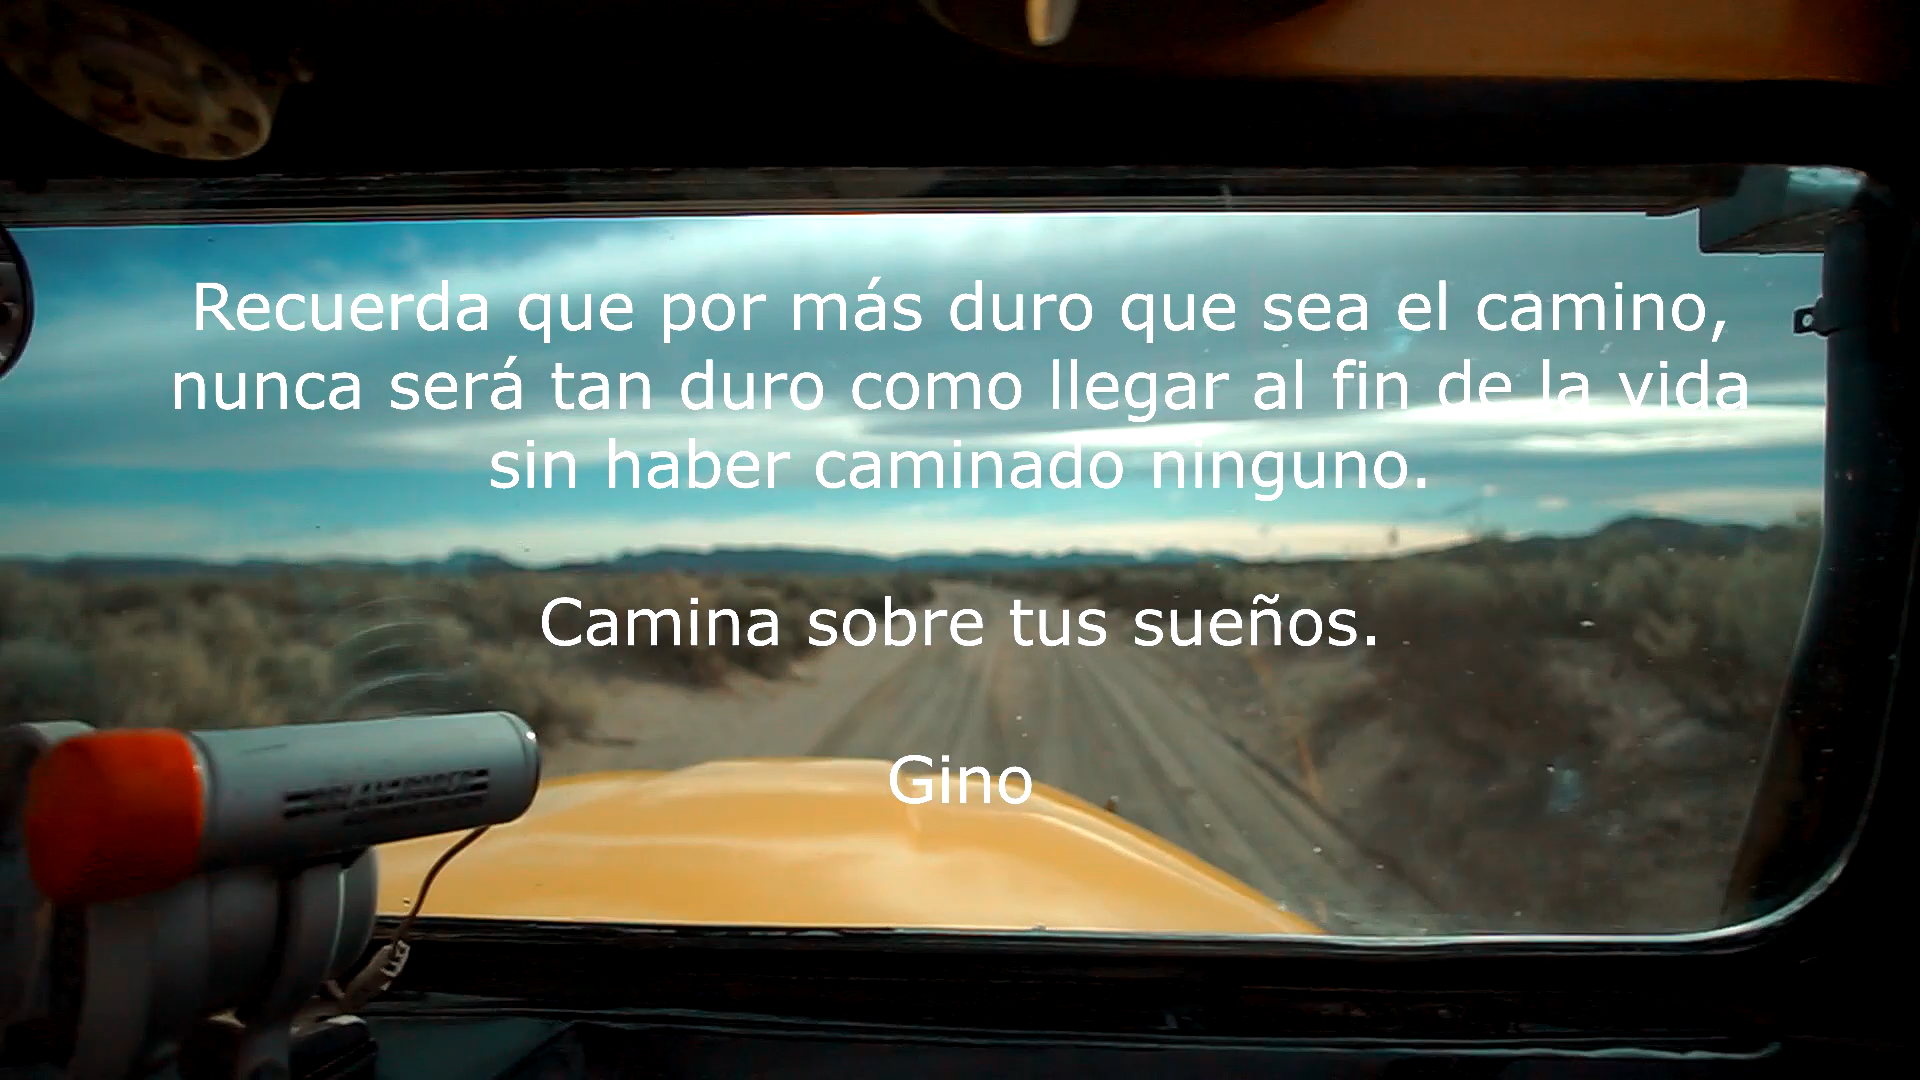 Recuerda que por más duro que sea el camino,
nunca será tan duro como llegar al fin de la vida
sin haber caminado ninguno.
Camina sobre tus sueños.
Gino